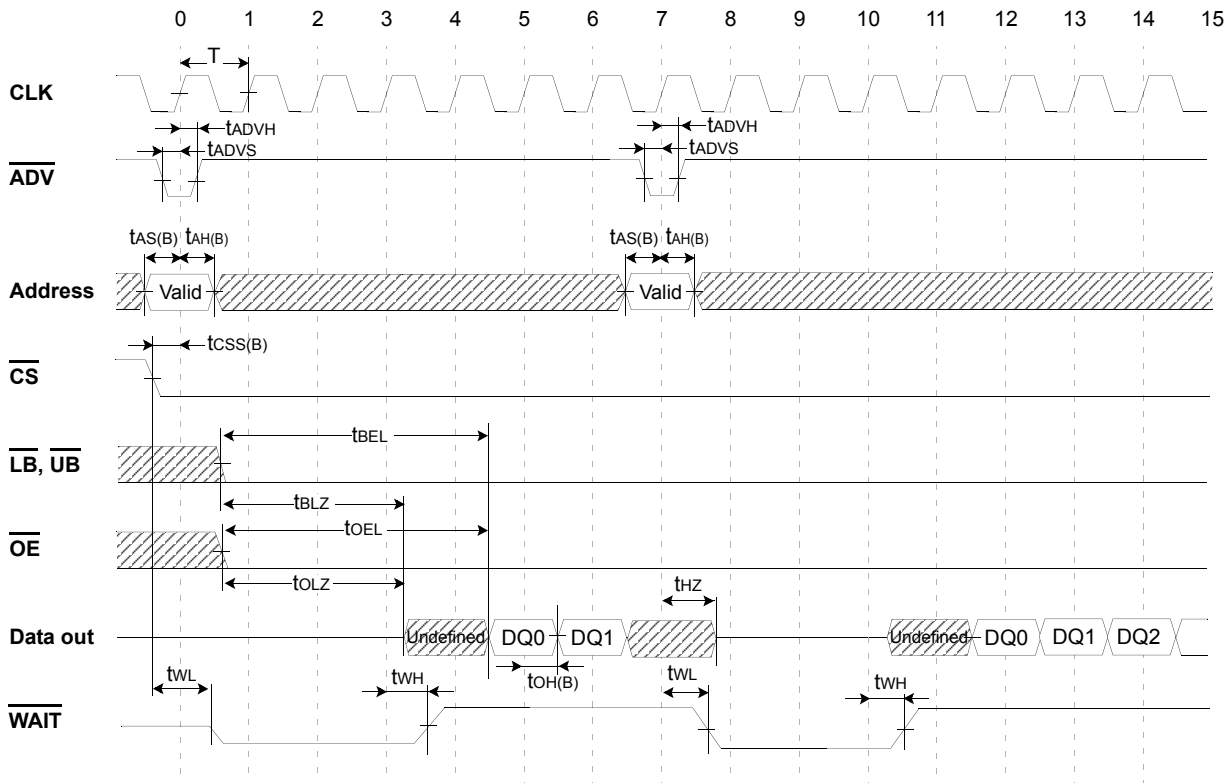 0 1 2 3 4 5 6 7 8 9 10 11 12 13 14 15
T
CLK
tADVH tADVH
tADVS tADVS
ADV
tAS(B) tAH(B) tAS(B) tAH(B)
Address Valid Valid
tCSS(B)
CS
tBEL
LB, UB
tBLZ
tOEL
OE
tOLZ tHZ
Data out Undefined DQ0 DQ1 Undefined DQ0 DQ1 DQ2
tOH(B)
tWL tWH tWL tWH
WAIT